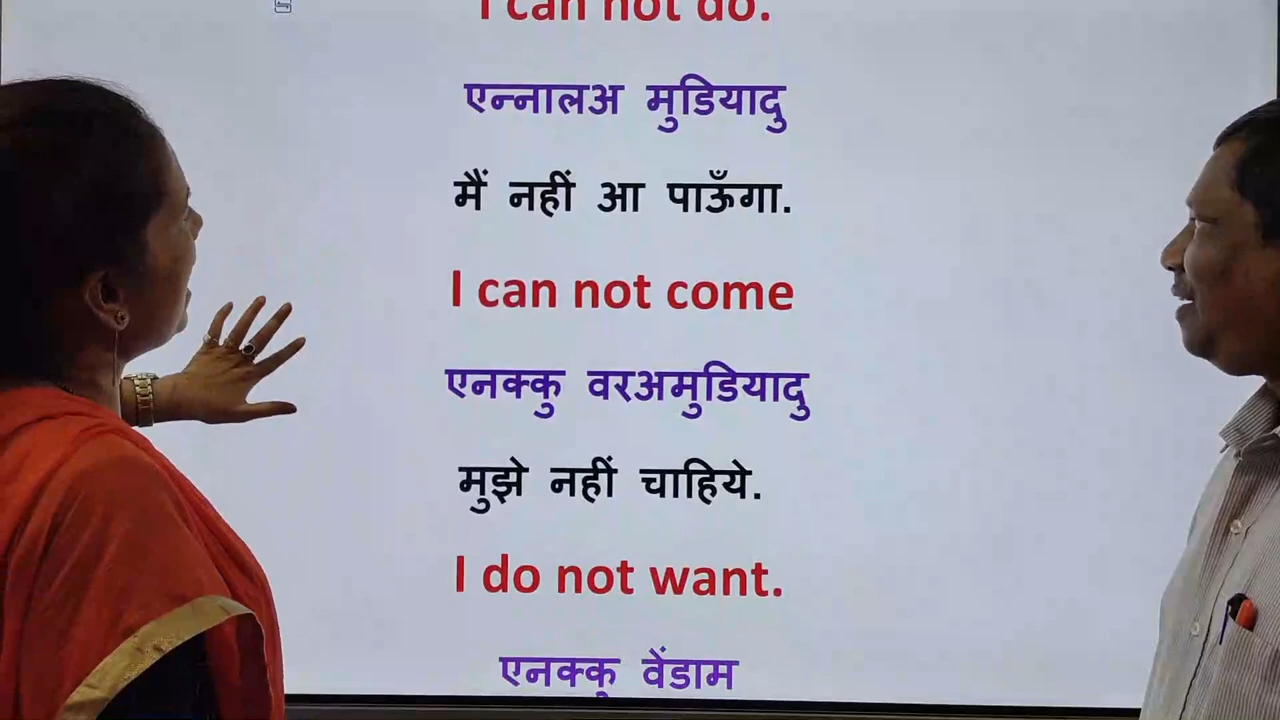 I can not do.
एन्नालअ मुडियादु
मैं नहीं आ पाऊँगा.
I can not come
एनक्कु वरअमुडियादु
मुझे नहीं चाहिये.
I do not want.
एनक्कु वेंडाम